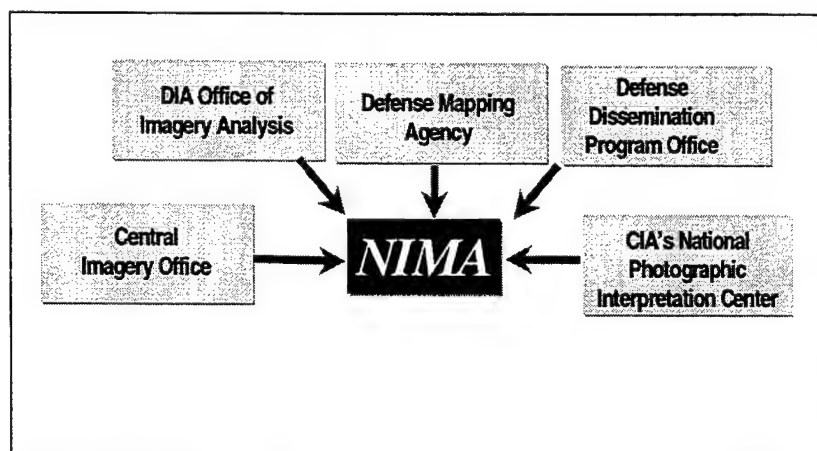 DIA Office of
Imagery Analysis
Defense Mapping
Agency
Defense
Dissemination
Program Office
Central
Imagery Office
NIMA
CIA's National
Photographic
Interpretation Center